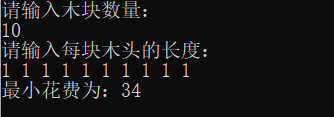 请输入木块数量：
10
请输入每块木头的长度：
1 1 1 1 1 1 1 1 1 1
最小花费为：34